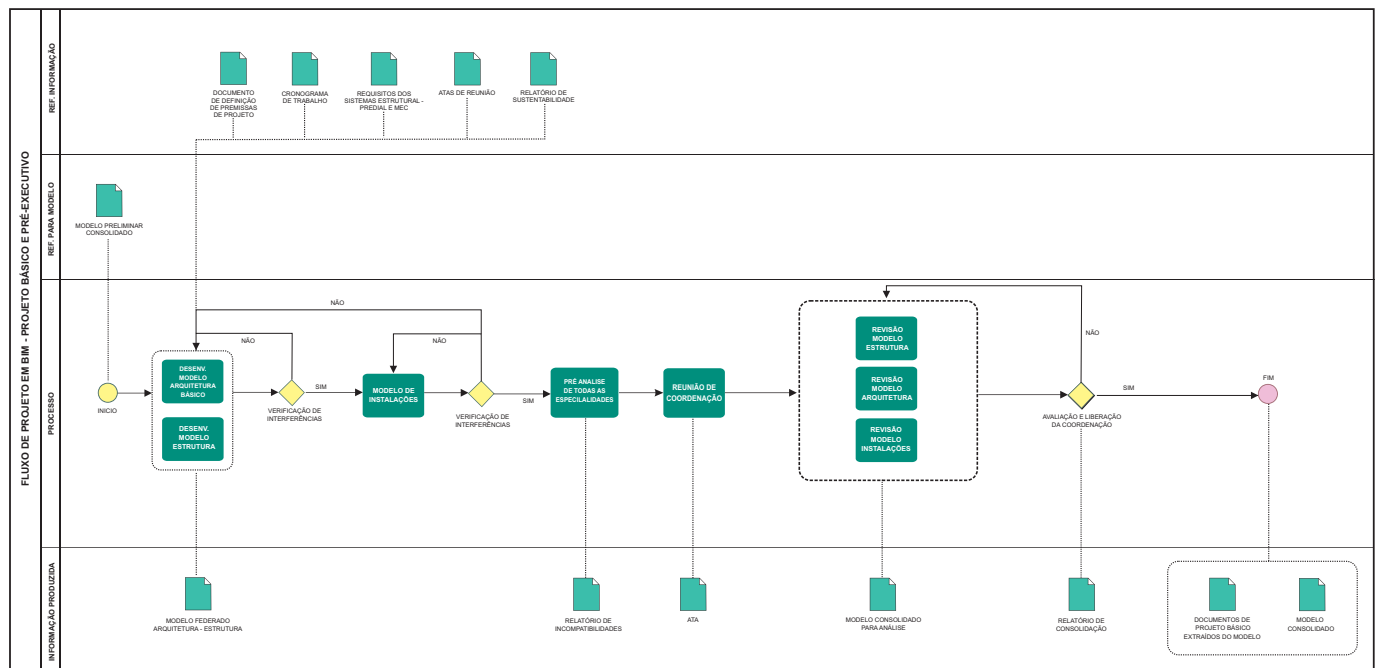 FLUXO DE PROJETO EM BIM - PROJETO BÁSICO E PRÉ-EXECUTIVO
REF. INFORMAÇÃO
DOCUMENTO
DE DEFINIÇÃO
DE PREMISSAS
DE PROJETO
CRONOGRAMA
DE TRABALHO
REQUISITOS DOS
SISTEMAS ESTRUTURAL -
PREDIAL E MEC
ATAS DE REUNIÃO
RELATÓRIO DE
SUSTENTABILIDADE
REF. PARA MODELO
MODELO PRELIMINAR
CONSOLIDADO
PROCESSO
INICIO
DESENV.
MODELO
ARQUITETURA
BÁSICO
DESENV.
MODELO
ESTRUTURA
NÃO
NÃO
SIM
VERIFICAÇÃO DE
INTERFERÊNCIAS
MODELO DE
INSTALAÇÕES
NÃO
SIM
VERIFICAÇÃO DE
INTERFERÊNCIAS
PRÉ ANALISE
DE TODAS AS
ESPECILALIDADES
REUNIÃO DE
COORDENAÇÃO
REVISÃO
MODELO
ESTRUTURA
REVISÃO
MODELO
ARQUITETURA
REVISÃO
MODELO
INSTALAÇÕES
NÃO
SIM
AVALIAÇÃO E LIBERAÇÃO
DA COORDENAÇÃO
FIM
INFORMAÇÃO PRODUZIDA
MODELO FEDERADO
ARQUITETURA - ESTRUTURA
RELATÓRIO DE
INCOMPATIBILIDADES
ATA
MODELO CONSOLIDADO
PARA ANÁLISE
RELATÓRIO DE
CONSOLIDAÇÃO
DOCUMENTOS DE
PROJETO BÁSICO
EXTRAÍDOS DO MODELO
MODELO
CONSOLIDADO